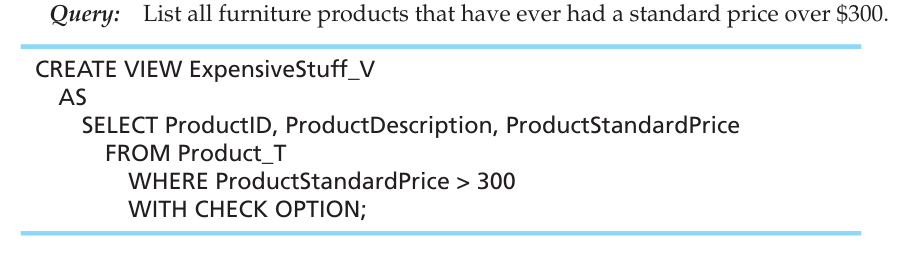 Query: List all furniture products that have ever had a standard price over $300.
CREATE VIEW ExpensiveStuff_V
AS
SELECT ProductID, ProductDescription, ProductStandardPrice
FROM Product_T
WHERE ProductStandardPrice > 300
WITH CHECK OPTION;